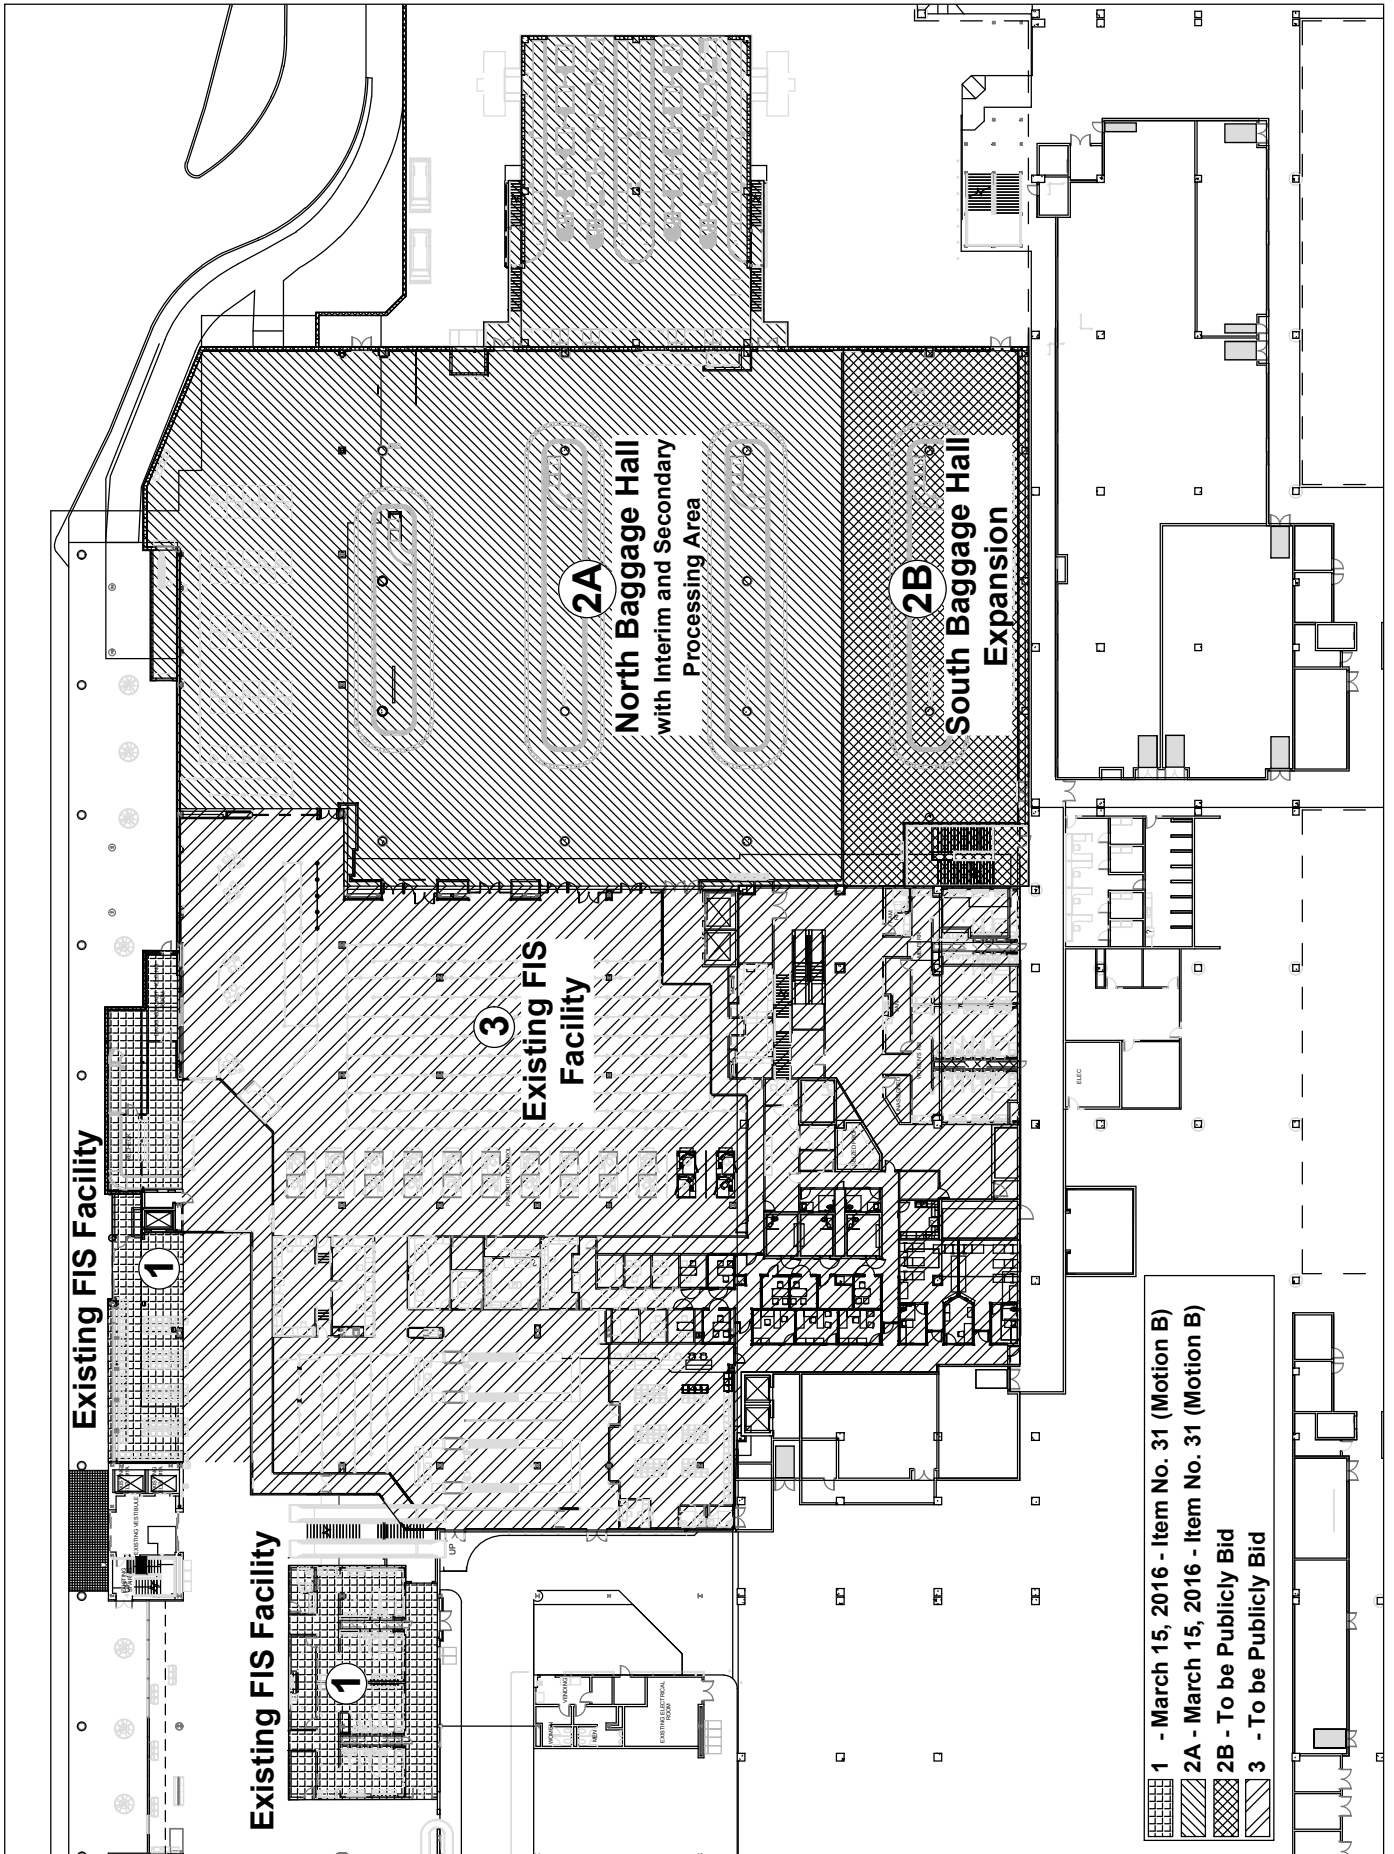 Existing FIS Facility
1
Existing FIS Facility
1
3
Existing FIS
Facility
2A
North Baggage Hall
with Interim and Secondary
Processing Area
2B
South Baggage Hall
Expansion
EXISTING VESTIBULE
UP
ELEC
VENDING
WOMEN
MEN
EXISTING ELECTRICAL
ROOM
1 - March 15, 2016 - Item No. 31 (Motion B)
2A - March 15, 2016 - Item No. 31 (Motion B)
2B - To be Publicly Bid
3 - To be Publicly Bid